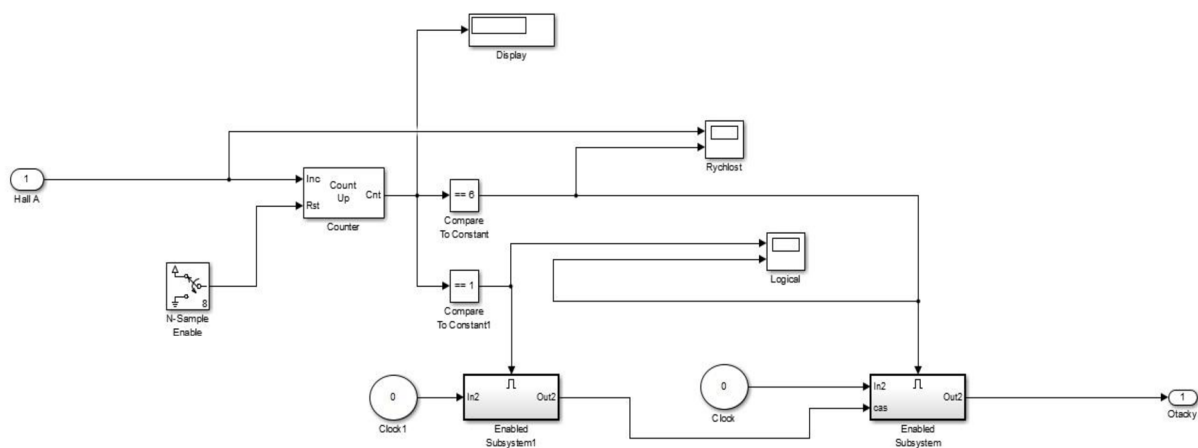 Display
Rychlost
1
Hall A
Inc
Rst
Count
Up
Cnt
Counter
== 6
Compare
To Constant
Logical
8
N-Sample
Enable
== 1
Compare
To Constant1
0
Clock1
In2
Out2
Enabled
Subsystem1
0
Clock
In2
cas
Out2
Enabled
Subsystem
1
Otacky